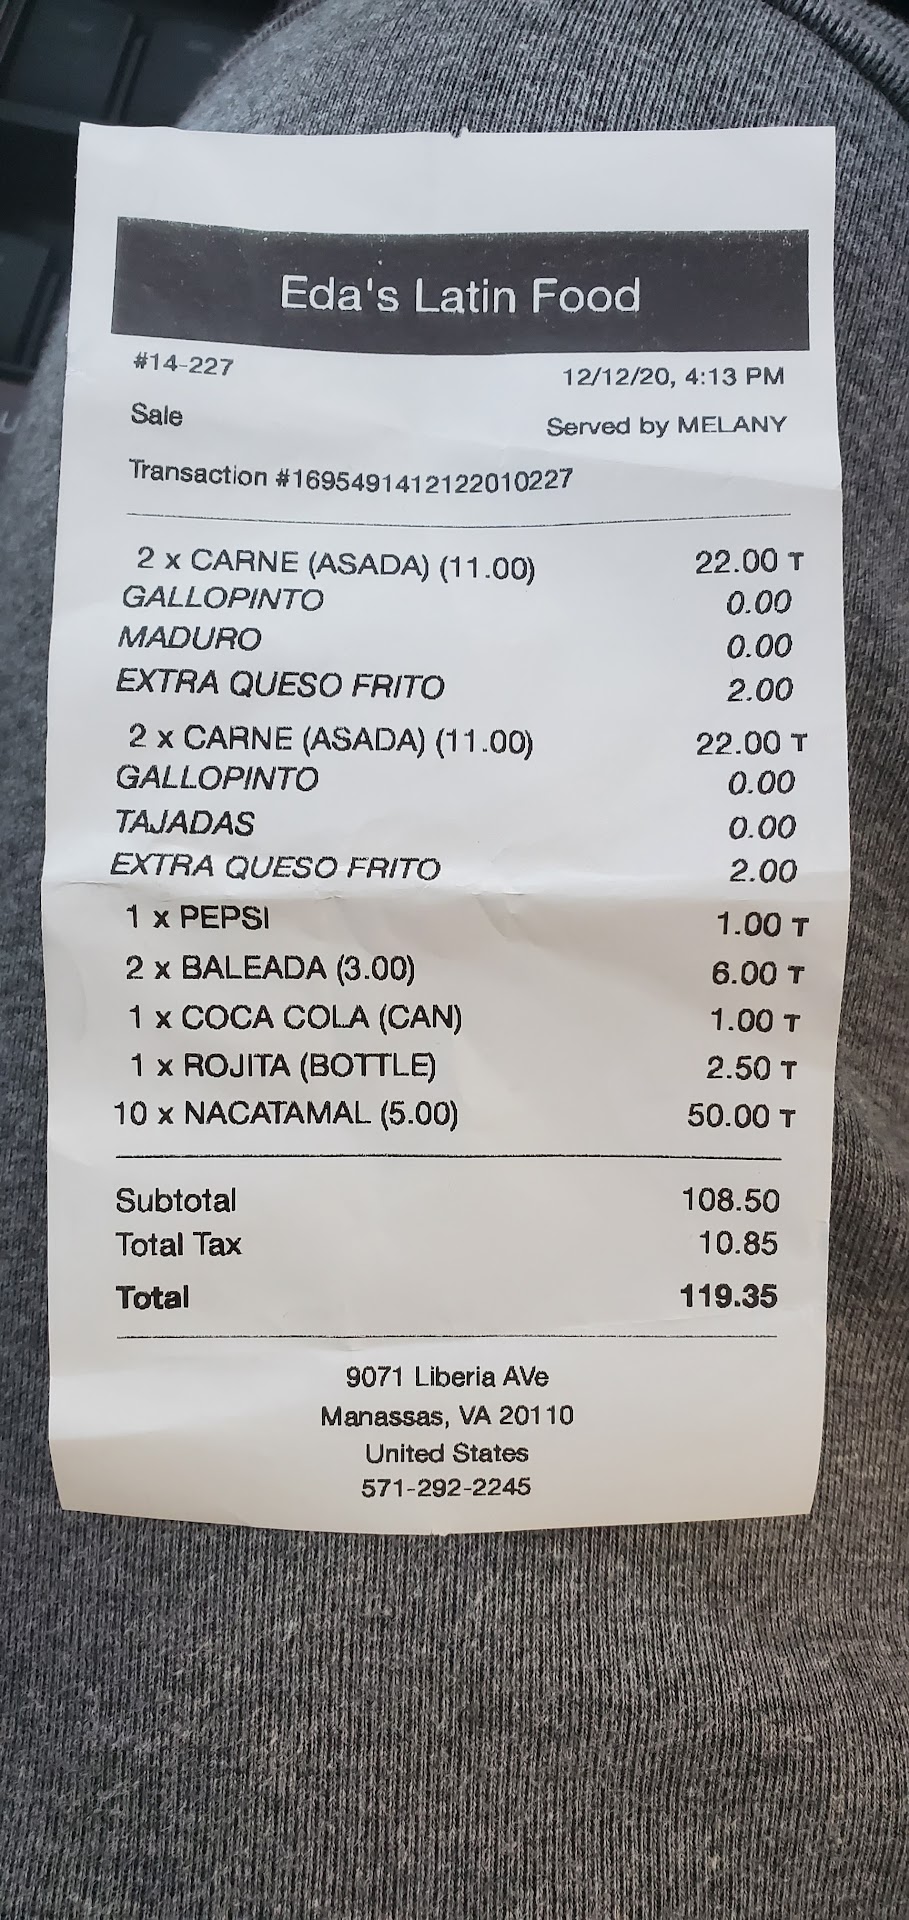 Eda's Latin Food
#14-227 12/12/20, 4:13 PM
Sale Served by MELANY
Transaction #1695491412122010227
2 x CARNE (ASADA) (11.00) 22.00 T
GALLOPINTO 0.00
MADURO 0.00
EXTRA QUESO FRITO 2.00
2 x CARNE (ASADA) (11.00) 22.00 T
GALLOPINTO 0.00
TAJADAS 0.00
EXTRA QUESO FRITO 2.00
1 x PEPSI 1.00 T
2 x BALEADA (3.00) 6.00 T
1 x COCA COLA (CAN) 1.00 T
1 x ROJITA (BOTTLE) 2.50 T
10 x NACATAMAL (5.00) 50.00 T
Subtotal 108.50
Total Tax 10.85
Total 119.35
9071 Liberia AVe
Manassas, VA 20110
United States
571-292-2245